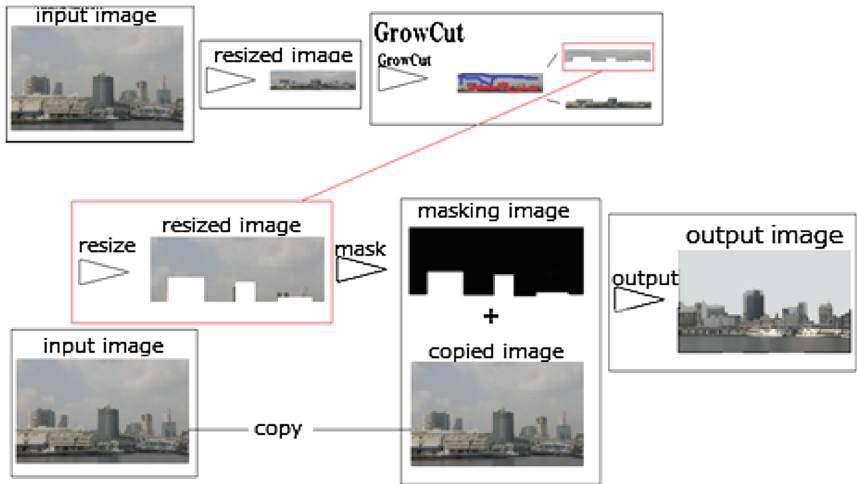 input image
resized image
GrowCut
GrowCut
resized image
resize
mask
masking image
+
copied image
output
output image
input image
copy